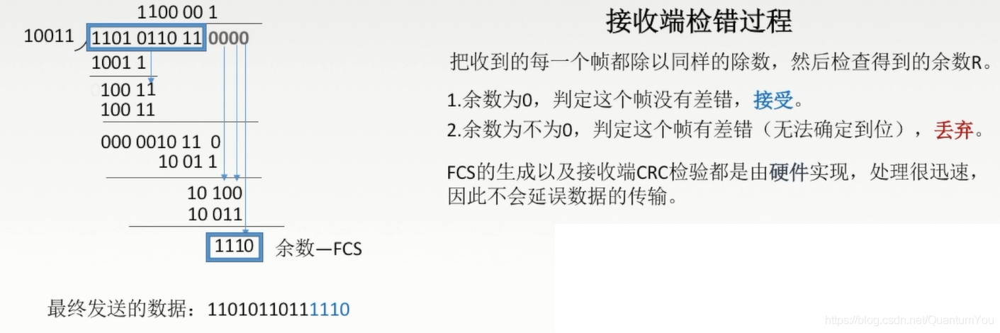 1100 00 1
10011
1101 0110 11 0000
1001 1
100 11
100 11
000 0010 11 0
10 01 1
10 100
10 011
1110 余数—FCS
最终发送的数据：110101101111110
接收端检错过程
把收到的每一个帧都除以同样的除数，然后检查得到的余数R。
1.余数为0，判定这个帧没有差错，接受。
2.余数为不为0，判定这个帧有差错（无法确定到位），丢弃。
FCS的生成以及接收端CRC检验都是由硬件实现，处理很迅速，
因此不会延误数据的传输。
https://blog.csdn.net/QuantumYou